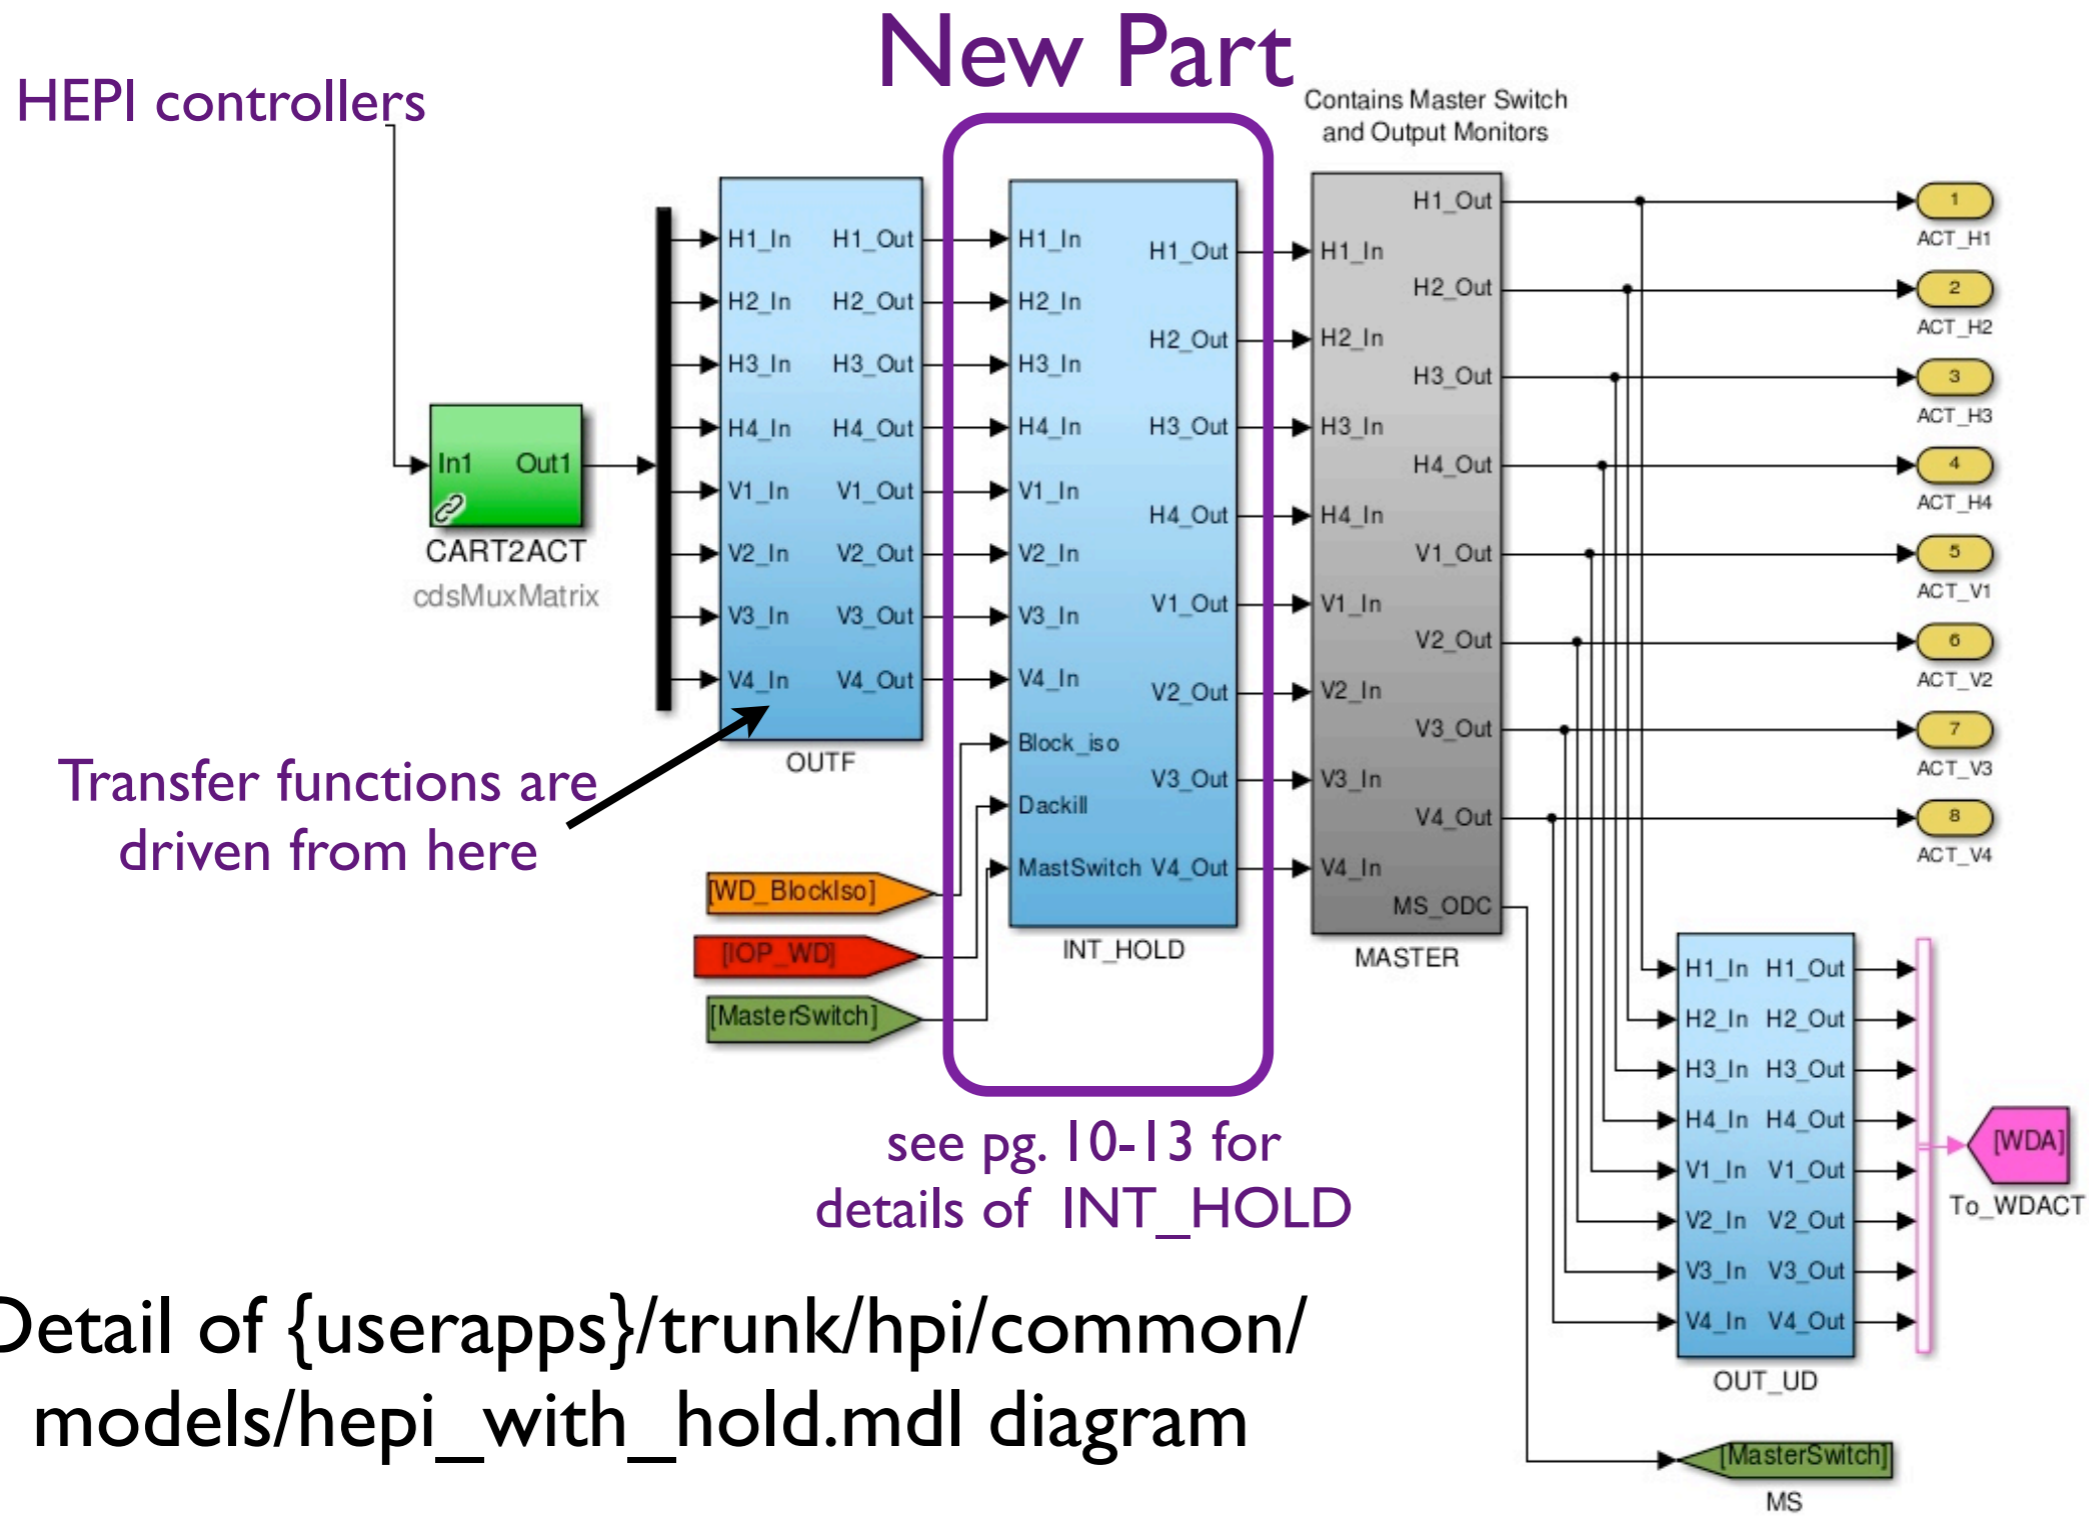 New Part
HEPI controllers
Contains Master Switch
and Output Monitors
In1 Out1
CART2ACT
cdsMuxMatrix
H1_In H1_Out
H2_In H2_Out
H3_In H3_Out
H4_In H4_Out
V1_In V1_Out
V2_In V2_Out
V3_In V3_Out
V4_In V4_Out
OUTF
Transfer functions are
driven from here
[WD_BlockIso]
[IOP_WD]
[MasterSwitch]
H1_In
H1_Out
H2_In
H2_Out
H3_In
H4_In H3_Out
V1_In
H4_Out
V2_In
V1_Out
V3_In
V4_In
V2_Out
Block_iso
V3_Out
Dackill
MastSwitch V4_Out
INT_HOLD
H1_Out
H1_In
H2_Out
H2_In
H3_Out
H3_In
H4_Out
H4_In
V1_Out
V1_In
V2_Out
V2_In
V3_Out
V3_In
V4_Out
V4_In
MS_ODC
MASTER
1
ACT_H1
2
ACT_H2
3
ACT_H3
4
ACT_H4
5
ACT_V1
6
ACT_V2
7
ACT_V3
8
ACT_V4
H1_In H1_Out
H2_In H2_Out
H3_In H3_Out
H4_In H4_Out
V1_In V1_Out
V2_In V2_Out
V3_In V3_Out
V4_In V4_Out
OUT_UD
[WDA]
To_WDACT
[MasterSwitch]
MS
see pg. 10-13 for
details of INT_HOLD
Detail of {userapps}/trunk/hpi/common/
models/hepi_with_hold.mdl diagram